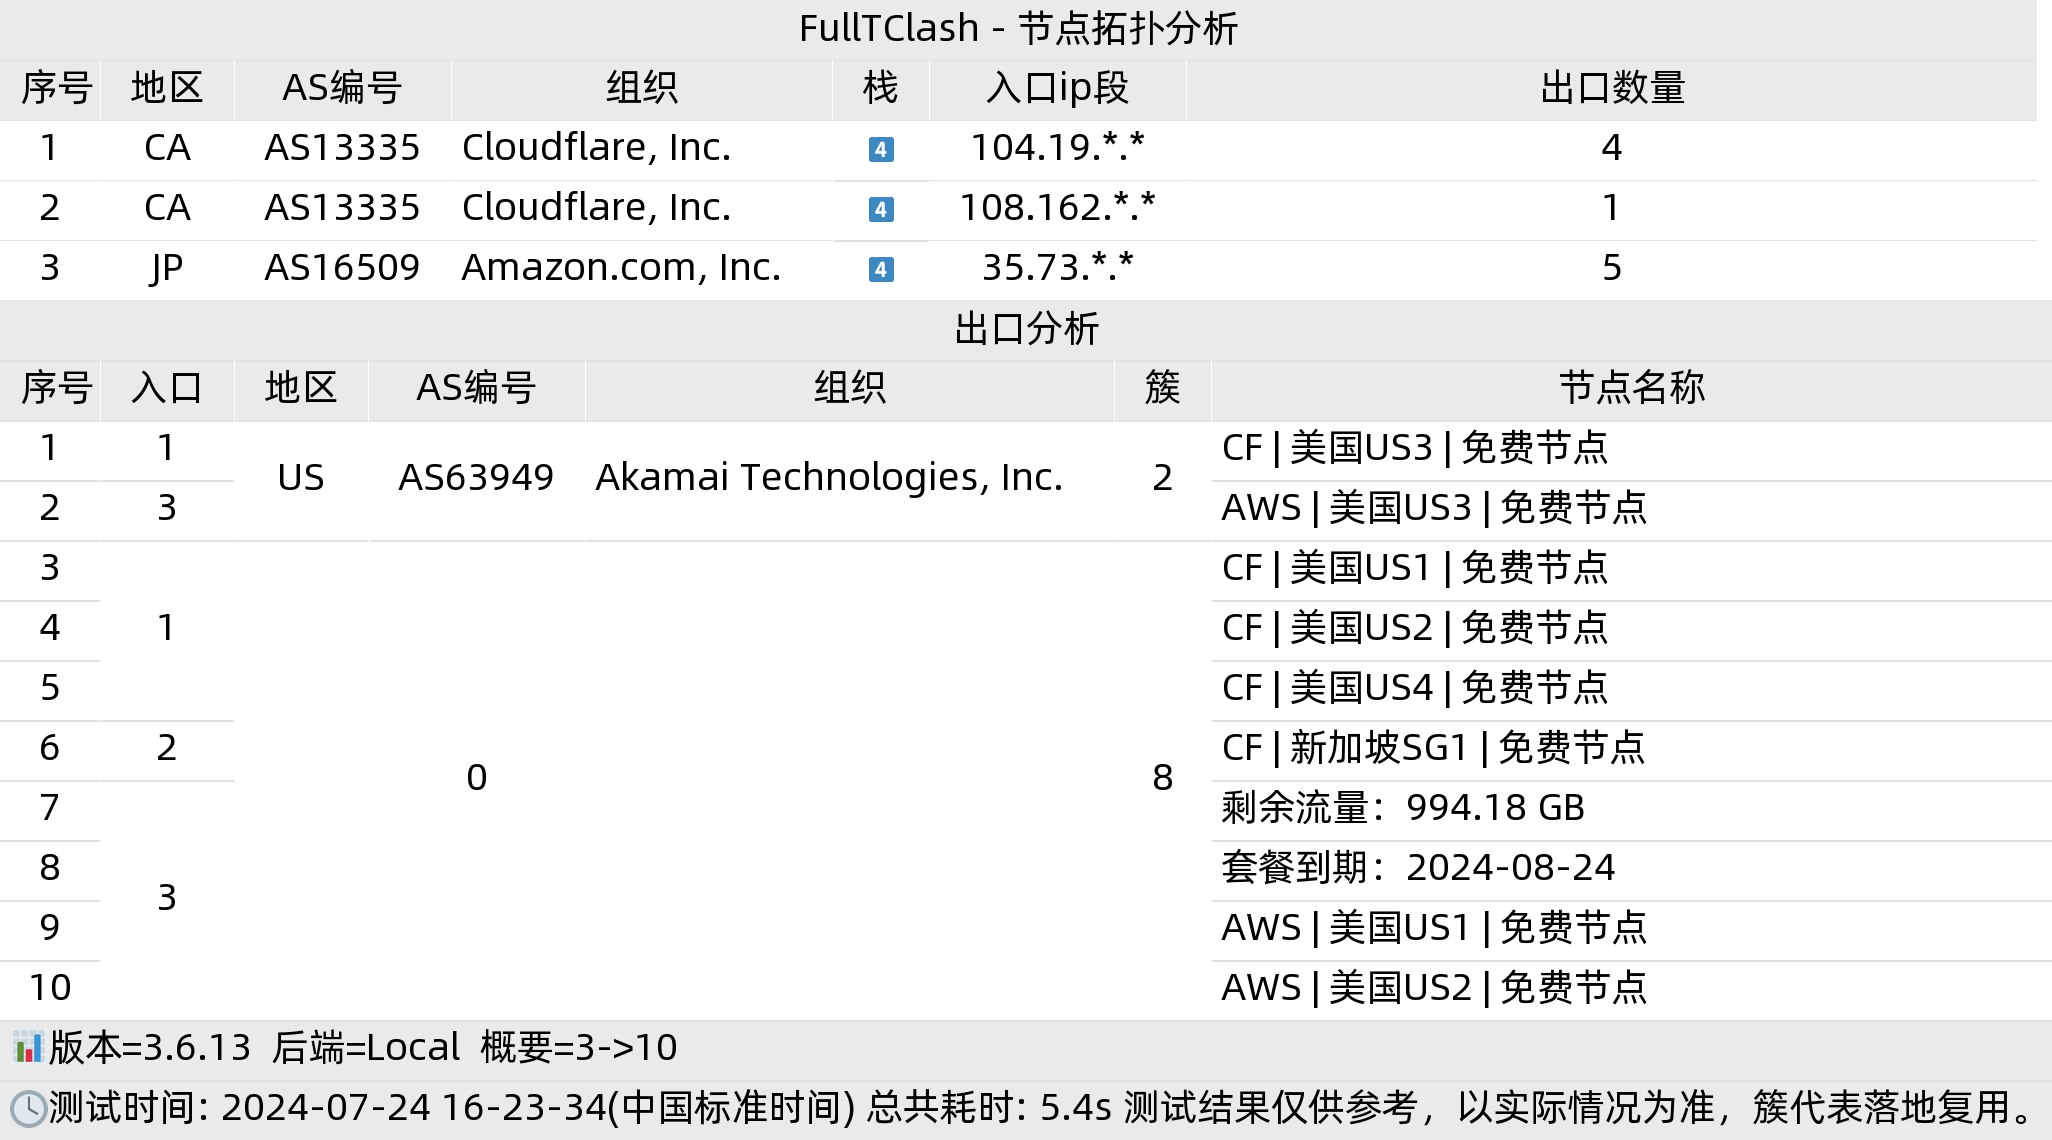 FullTClash - 节点拓扑分析
序号 地区 AS编号 组织 栈 入口ip段 出口数量
1 CA AS13335 Cloudflare, Inc. 4 104.19.*.* 4
2 CA AS13335 Cloudflare, Inc. 4 108.162.*.* 1
3 JP AS16509 Amazon.com, Inc. 4 35.73.*.* 5
出口分析
序号 入口 地区 AS编号 组织 簇 节点名称
1 1 US AS63949 Akamai Technologies, Inc. 2 CF | 美国US3 | 免费节点
2 3 AWS | 美国US3 | 免费节点
3 CF | 美国US1 | 免费节点
4 1 CF | 美国US2 | 免费节点
5 CF | 美国US4 | 免费节点
6 2 CF | 新加坡SG1 | 免费节点
7 0 8 剩余流量：994.18 GB
8 3 套餐到期：2024-08-24
9 AWS | 美国US1 | 免费节点
10 AWS | 美国US2 | 免费节点
版本=3.6.13 后端=Local 概要=3->10
测试时间: 2024-07-24 16-23-34(中国标准时间) 总共耗时: 5.4s 测试结果仅供参考，以实际情况为准，簇代表落地复用。